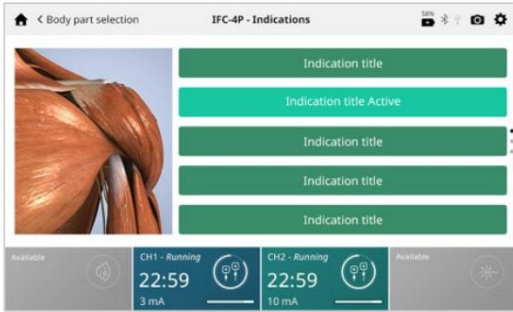 < Body part selection
IFC-4P - Indications
58%
Indication title
Indication title Active
Indication title
Indication title
Indication title
Available
CH1 - Running
22:59
3 mA
CH2 - Running
22:59
10 mA
Available